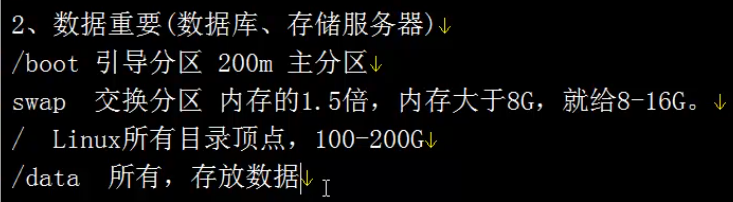 2、数据重要(数据库、存储服务器)↓
/boot 引导分区 200m 主分区↓
swap  交换分区 内存的1.5倍，内存大于8G，就给8-16G。↓
/  Linux所有目录顶点，100-200G↓
/data  所有，存放数据↓